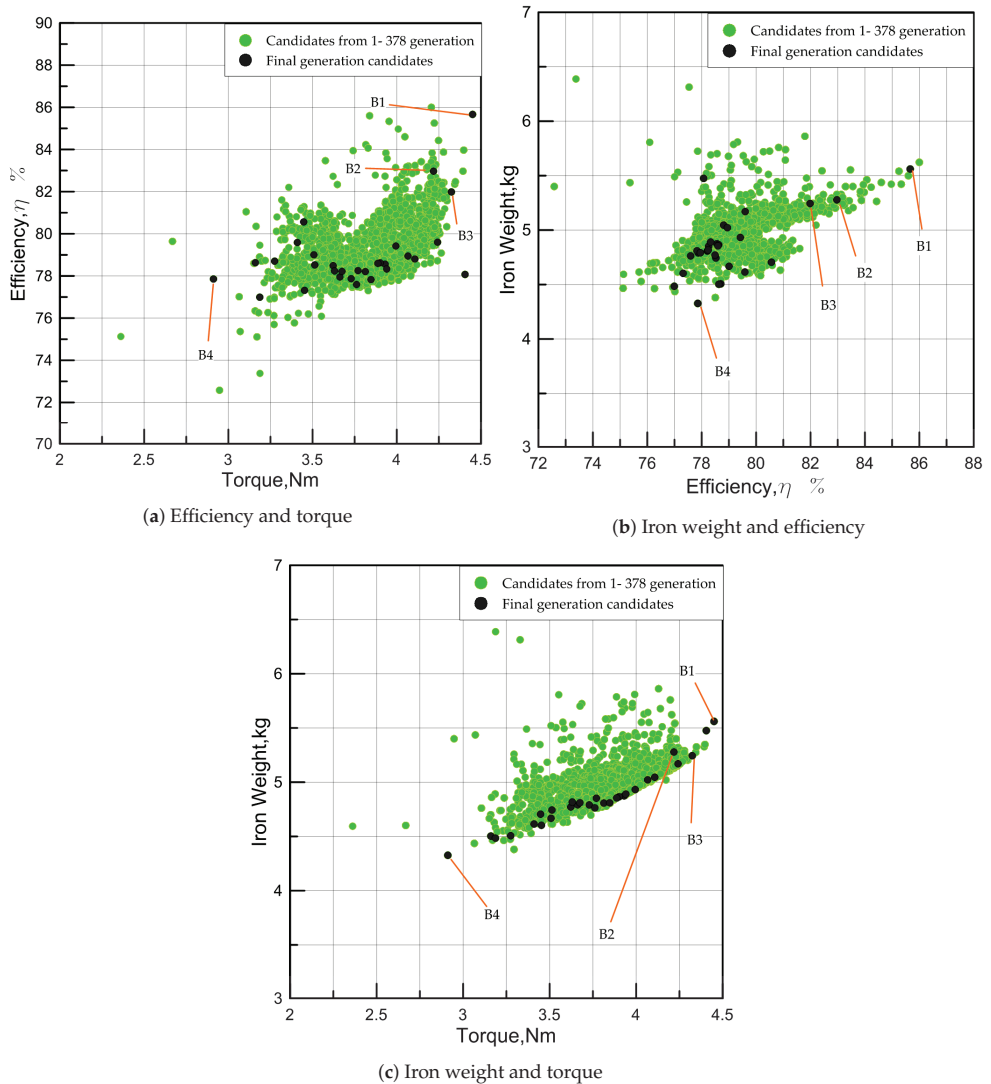 90
88
86
84
82
80
78
76
74
72
70
Efficiency,η %
Candidates from 1- 378 generation
Final generation candidates
B1
B2
B3
B4
2 2.5 3 3.5 4 4.5
Torque,Nm
(a) Efficiency and torque
7
6
5
4
3
Iron Weight,kg
Candidates from 1- 378 generation
Final generation candidates
B1
B2
B3
B4
72 74 76 78 80 82 84 86 88
Efficiency,η %
(b) Iron weight and efficiency
7
6
5
4
3
Iron Weight,kg
Candidates from 1- 378 generation
Final generation candidates
B1
B3
B4
B2
2 2.5 3 3.5 4 4.5
Torque,Nm
(c) Iron weight and torque